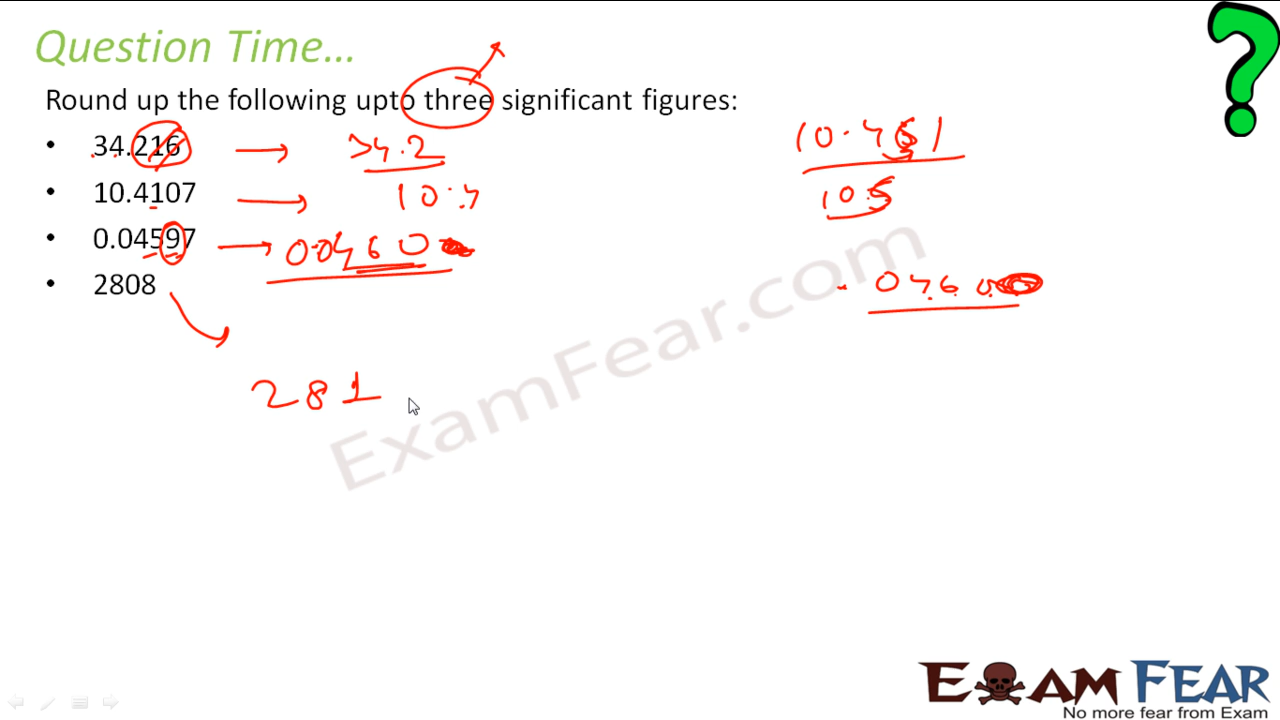 Question Time...
Round up the following upto three significant figures:
• 34.216 → 34.2
• 10.4107 → 10.4
• 0.04597 → 0.0460
• 2808
281
10.451
10.5
.0460
ExamFear.com
EXAM FEAR
No more fear from Exam